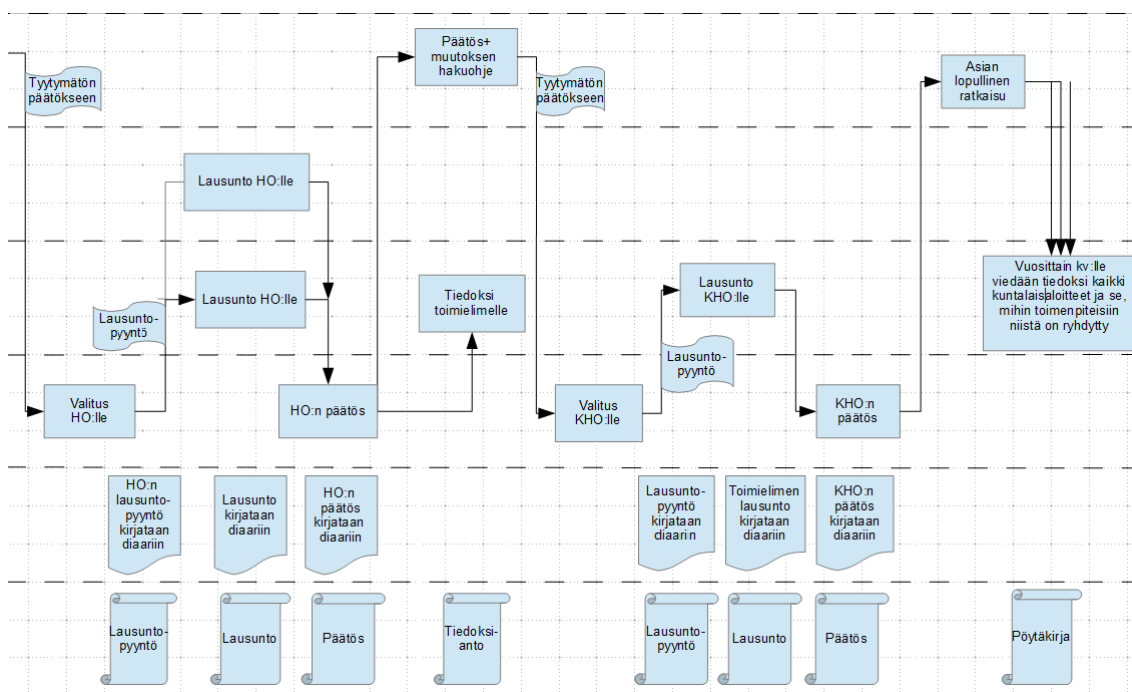 Tyytymätön
päätökseen
Päätös+
muutoksen
hakuohje
Tyytymätön
päätökseen
Asian
lopullinen
ratkaisu
Lausunto HO:lle
Lausunto HO:lle
Lausunto-
pyyntö
Tiedoksi
toimielimelle
Lausunto
KHO:lle
Vuosittain kv:lle
viedään tiedoksi kaikki
kuntalaisaloitteet ja se,
mihin toimenpiteisiin
niistä on ryhdytty
Lausunto-
pyyntö
Valitus
HO:lle
HO:n päätös
Valitus
KHO:lle
KHO:n
päätös
HO:n
lausunto-
pyyntö
kirjataan
diaariin
Lausunto
kirjataan
diaariin
HO:n
päätös
kirjataan
diaariin
Lausunto-
pyyntö
kirjataan
diaarin
Toimielimen
lausunto
kirjataan
diaariin
KHO:n
päätös
kirjataan
diaariin
Lausunto-
pyyntö
Lausunto
Päätös
Tiedoksi-
anto
Lausunto-
pyyntö
Lausunto
Päätös
Pöytäkirja